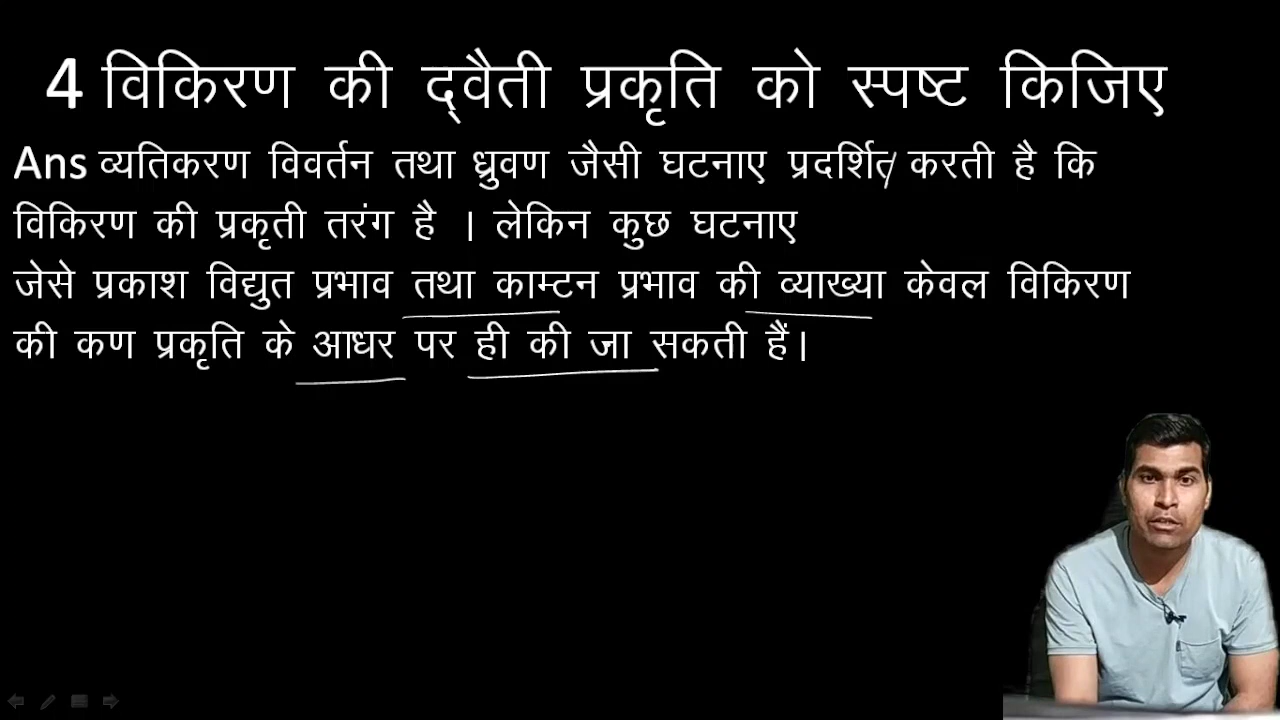 4 विकिरण की द्वैती प्रकृति को स्पष्ट किजिए
Ans व्यतिकरण विवर्तन तथा ध्रुवण जैसी घटनाए प्रदर्शित करती है कि
विकिरण की प्रकृती तरंग है । लेकिन कुछ घटनाए
जेसे प्रकाश विद्युत प्रभाव तथा काम्टन प्रभाव की व्याख्या केवल विकिरण
की कण प्रकृति के आधर पर ही की जा सकती हैं।